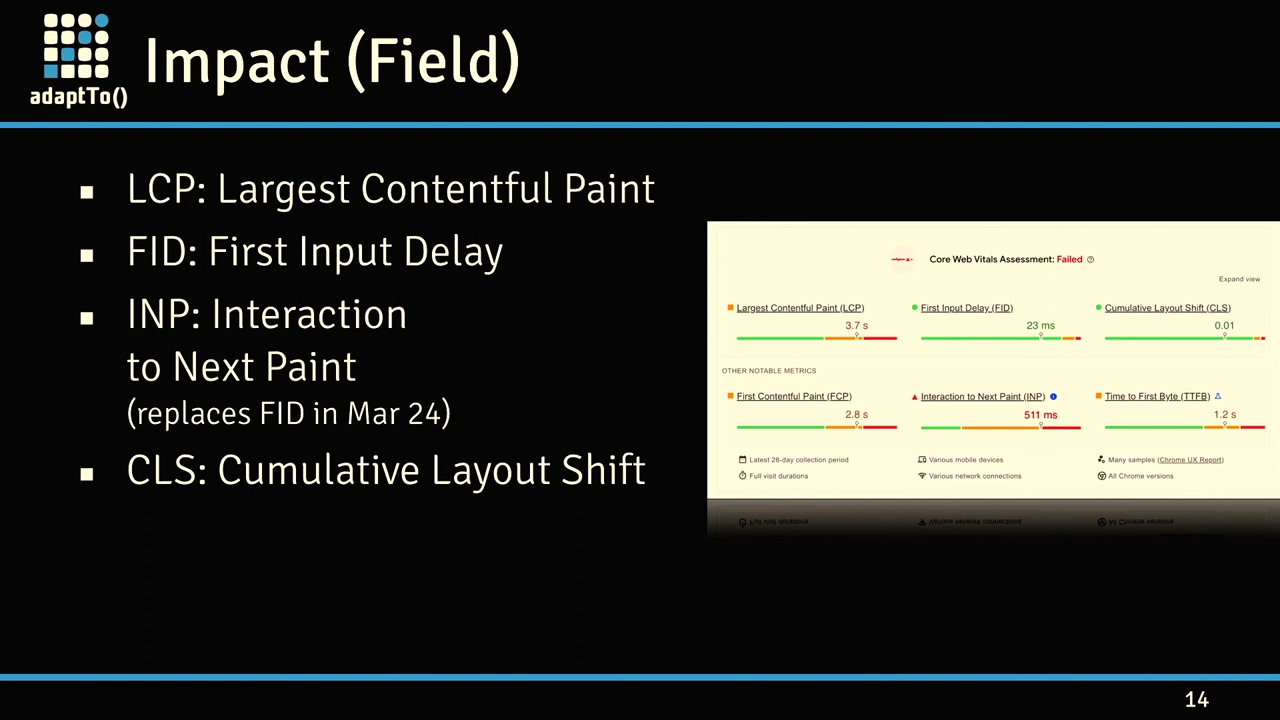 adaptTo()
Impact (Field)
LCP: Largest Contentful Paint
FID: First Input Delay
INP: Interaction
to Next Paint
(replaces FID in Mar 24)
CLS: Cumulative Layout Shift
Core Web Vitals Assessment: Failed
Expand view
Largest Contentful Paint (LCP)
3.7 s
First Input Delay (FID)
23 ms
Cumulative Layout Shift (CLS)
0.01
OTHER NOTABLE METRICS
First Contentful Paint (FCP)
2.8 s
Interaction to Next Paint (INP)
511 ms
Time to First Byte (TTFB)
1.2 s
Latest 28-day collection period
Various mobile devices
Many samples (Chrome UX Report)
Full visit durations
Various network connections
All Chrome versions
14